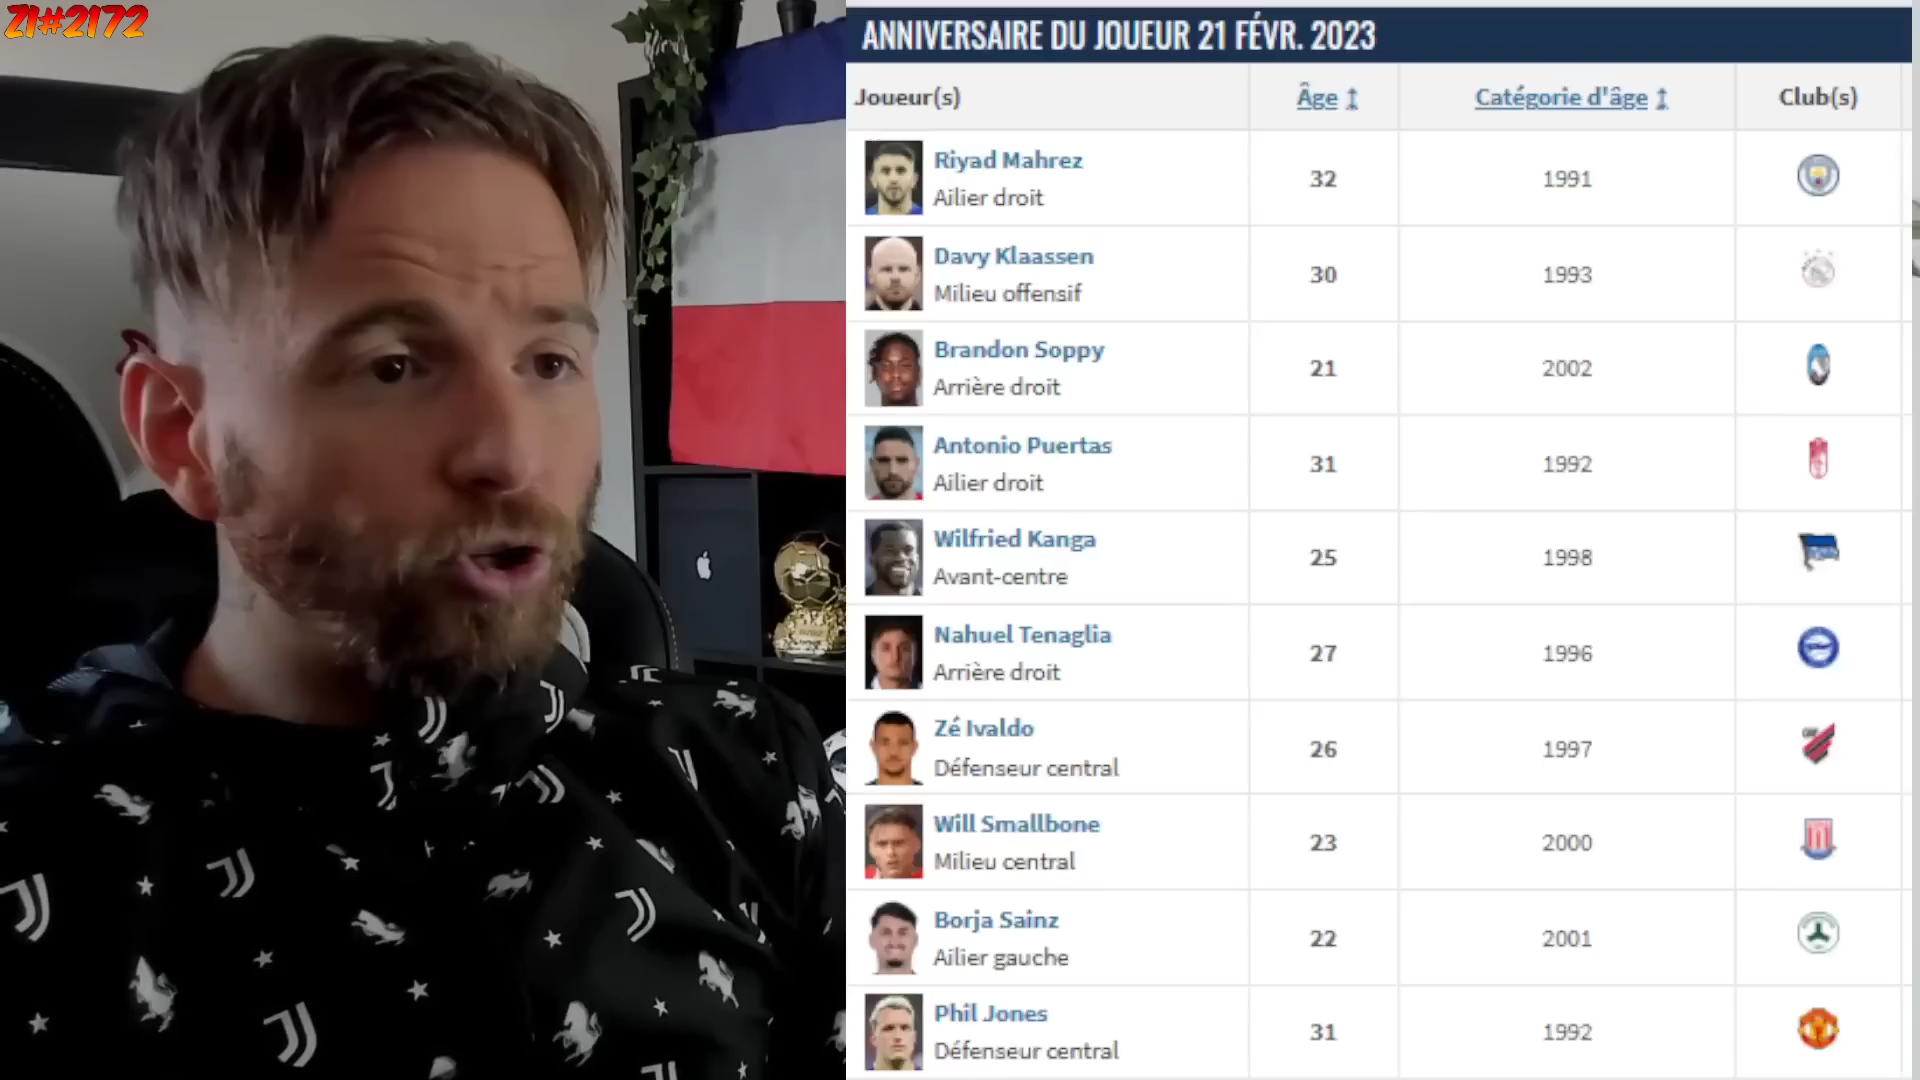 ZI#2172
ANNIVERSAIRE DU JOUEUR 21 FÉVR. 2023
Joueur(s) Âge Catégorie d'âge Club(s)
Riyad Mahrez
Ailier droit
32 1991
Davy Klaassen
Milieu offensif
30 1993
Brandon Soppy
Arrière droit
21 2002
Antonio Puertas
Ailier droit
31 1992
Wilfried Kanga
Avant-centre
25 1998
Nahuel Tenaglia
Arrière droit
27 1996
Zé Ivaldo
Défenseur central
26 1997
Will Smallbone
Milieu central
23 2000
Borja Sainz
Ailier gauche
22 2001
Phil Jones
Défenseur central
31 1992